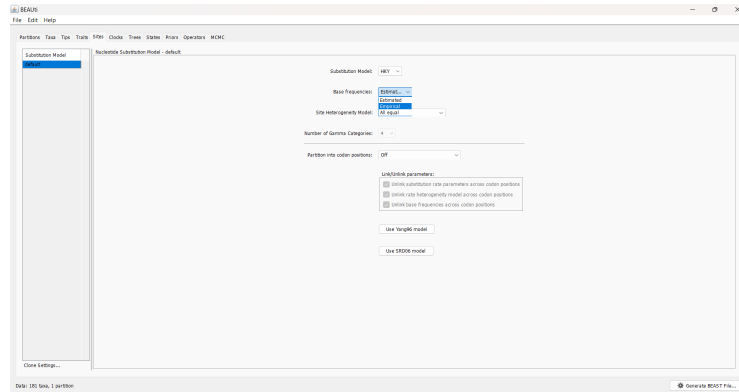 BEAUti
File Edit Help
Partitions Taxa Tips Traits Sites Clocks Trees States Priors Operators MCMC
Substitution Model
default
Nucleotide Substitution Model - default
Substitution Model: HKY
Base frequencies: Estimat...
Estimated
Empirical
Site Heterogeneity Model: All equal
Number of Gamma Categories: 4
Partition into codon positions: Off
Link/Unlink parameters:
Unlink substitution rate parameters across codon positions
Unlink rate heterogeneity model across codon positions
Unlink base frequencies across codon positions
Use Yang96 model
Use SRD06 model
Clone Settings...
Data: 181 taxa, 1 partition
Generate BEAST File...